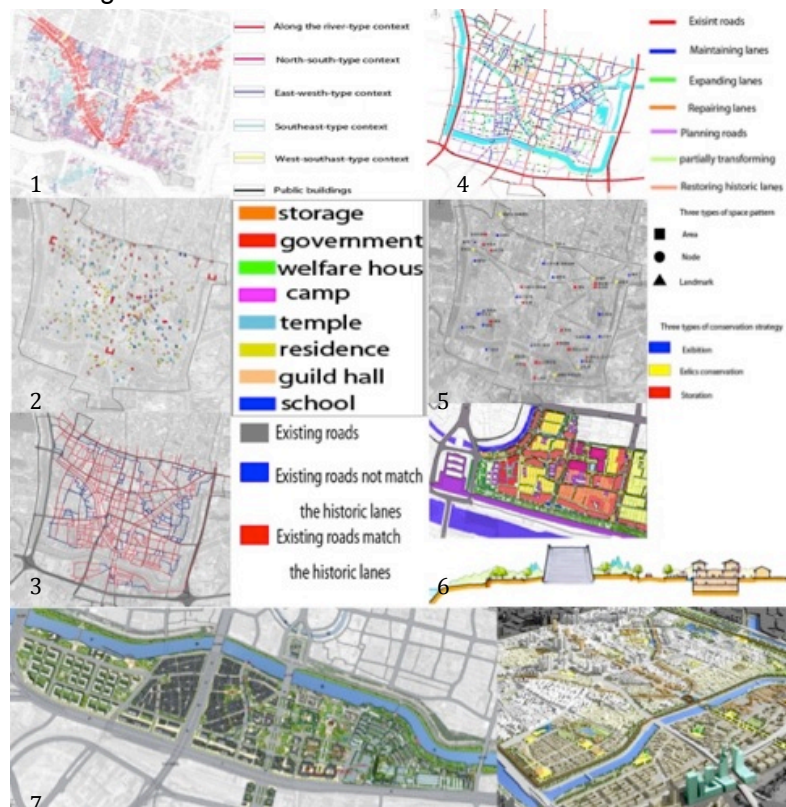 Along the river-type context
North-south-type context
East-westh-type context
Southeast-type context
West-southast-type context
Public buildings
1
Exisint roads
Maintaining lanes
Expanding lanes
Repairing lanes
Planning roads
partially transforming
Restoring historic lanes
4
storage
government
welfare hous
camp
temple
residence
guild hall
school
2
Three types of space pattern
Area
Node
Landmark
Three types of conservation strategy
Exibition
Eelics conservation
Storation
5
Existing roads
Existing roads not match
the historic lanes
Existing roads match
the historic lanes
3
6
7